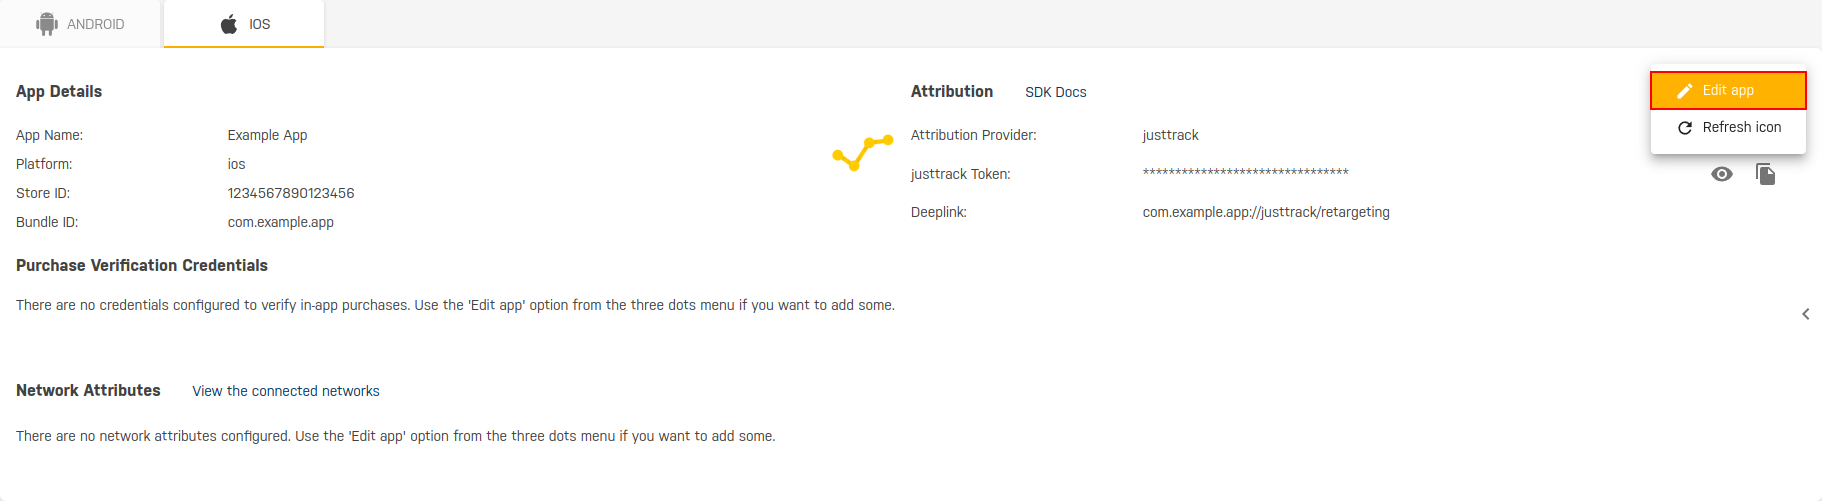 ANDROID
IOS
App Details
App Name: Example App
Platform: ios
Store ID: 1234567890123456
Bundle ID: com.example.app
Attribution SDK Docs
Attribution Provider: justtrack
justtrack Token: ********************************
Deeplink: com.example.app://justtrack/retargeting
Edit app
Refresh icon
Purchase Verification Credentials
There are no credentials configured to verify in-app purchases. Use the 'Edit app' option from the three dots menu if you want to add some.
Network Attributes View the connected networks
There are no network attributes configured. Use the 'Edit app' option from the three dots menu if you want to add some.